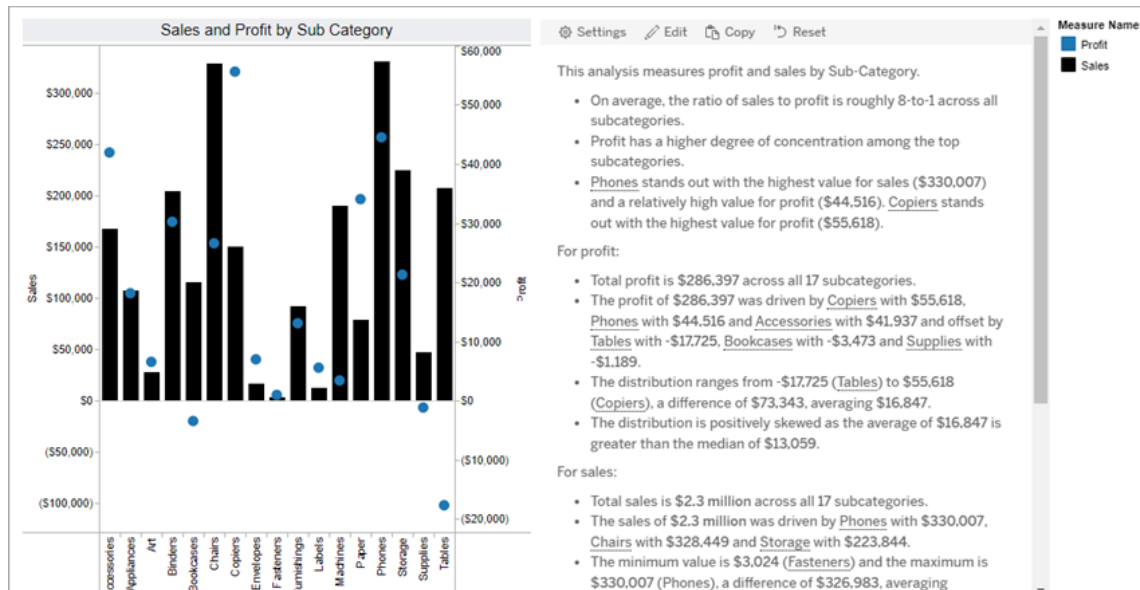 Sales and Profit by Sub Category
$300,000
$250,000
$200,000
$150,000
$100,000
$50,000
$0
($50,000)
($100,000)
Sales
$60,000
$50,000
$40,000
$30,000
$20,000
$10,000
$0
($10,000)
($20,000)
Profit
ccessories
Appliances
Art
Binders
Bookcases
Chairs
Copiers
Envelopes
Fasteners
urnishings
Labels
Machines
Paper
Phones
Storage
Supplies
Tables
Settings Edit Copy Reset
This analysis measures profit and sales by Sub-Category.
• On average, the ratio of sales to profit is roughly 8-to-1 across all
subcategories.
• Profit has a higher degree of concentration among the top
subcategories.
• Phones stands out with the highest value for sales ($330,007)
and a relatively high value for profit ($44,516). Copiers stands
out with the highest value for profit ($55,618).
For profit:
• Total profit is $286,397 across all 17 subcategories.
• The profit of $286,397 was driven by Copiers with $55,618,
Phones with $44,516 and Accessories with $41,937 and offset by
Tables with -$17,725, Bookcases with -$3,473 and Supplies with
-$1,189.
• The distribution ranges from -$17,725 (Tables) to $55,618
(Copiers), a difference of $73,343, averaging $16,847.
• The distribution is positively skewed as the average of $16,847 is
greater than the median of $13,059.
For sales:
• Total sales is $2.3 million across all 17 subcategories.
• The sales of $2.3 million was driven by Phones with $330,007,
Chairs with $328,449 and Storage with $223,844.
• The minimum value is $3,024 (Fasteners) and the maximum is
$330,007 (Phones), a difference of $326,983, averaging
Measure Name
Profit
Sales